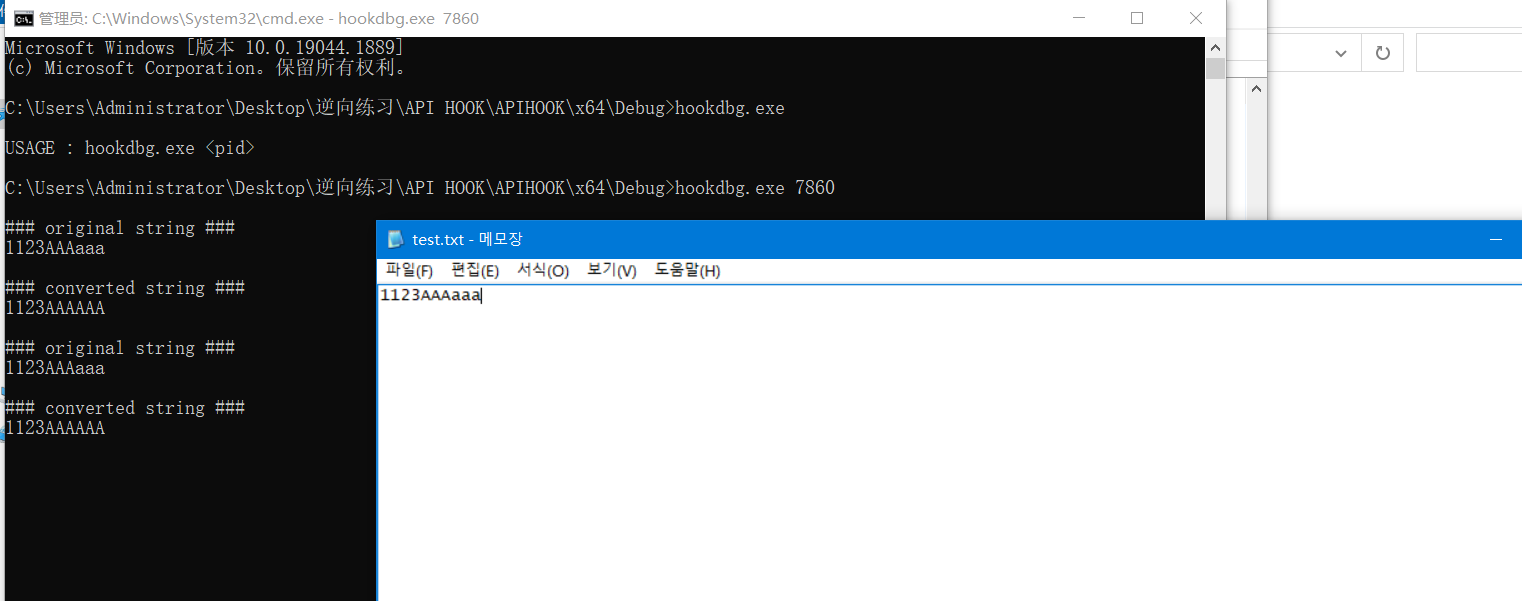 管理员: C:\Windows\System32\cmd.exe - hookdbg.exe 7860
Microsoft Windows [版本 10.0.19044.1889]
(c) Microsoft Corporation。保留所有权利。
C:\Users\Administrator\Desktop\逆向练习\API HOOK\APIHOOK\x64\Debug>hookdbg.exe
USAGE : hookdbg.exe <pid>
C:\Users\Administrator\Desktop\逆向练习\API HOOK\APIHOOK\x64\Debug>hookdbg.exe 7860
### original string ###
1123AAAaaa
### converted string ###
1123AAAAAA
### original string ###
1123AAAaaa
### converted string ###
1123AAAAAA
test.txt - 메모장
파일(F) 편집(E) 서식(O) 보기(V) 도움말(H)
1123AAAaaa